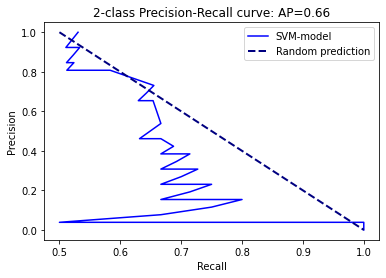 2-class Precision-Recall curve: AP=0.66
SVM-model
Random prediction
Precision
1.0
0.8
0.6
0.4
0.2
0.0
0.5
0.6
0.7
0.8
0.9
1.0
Recall